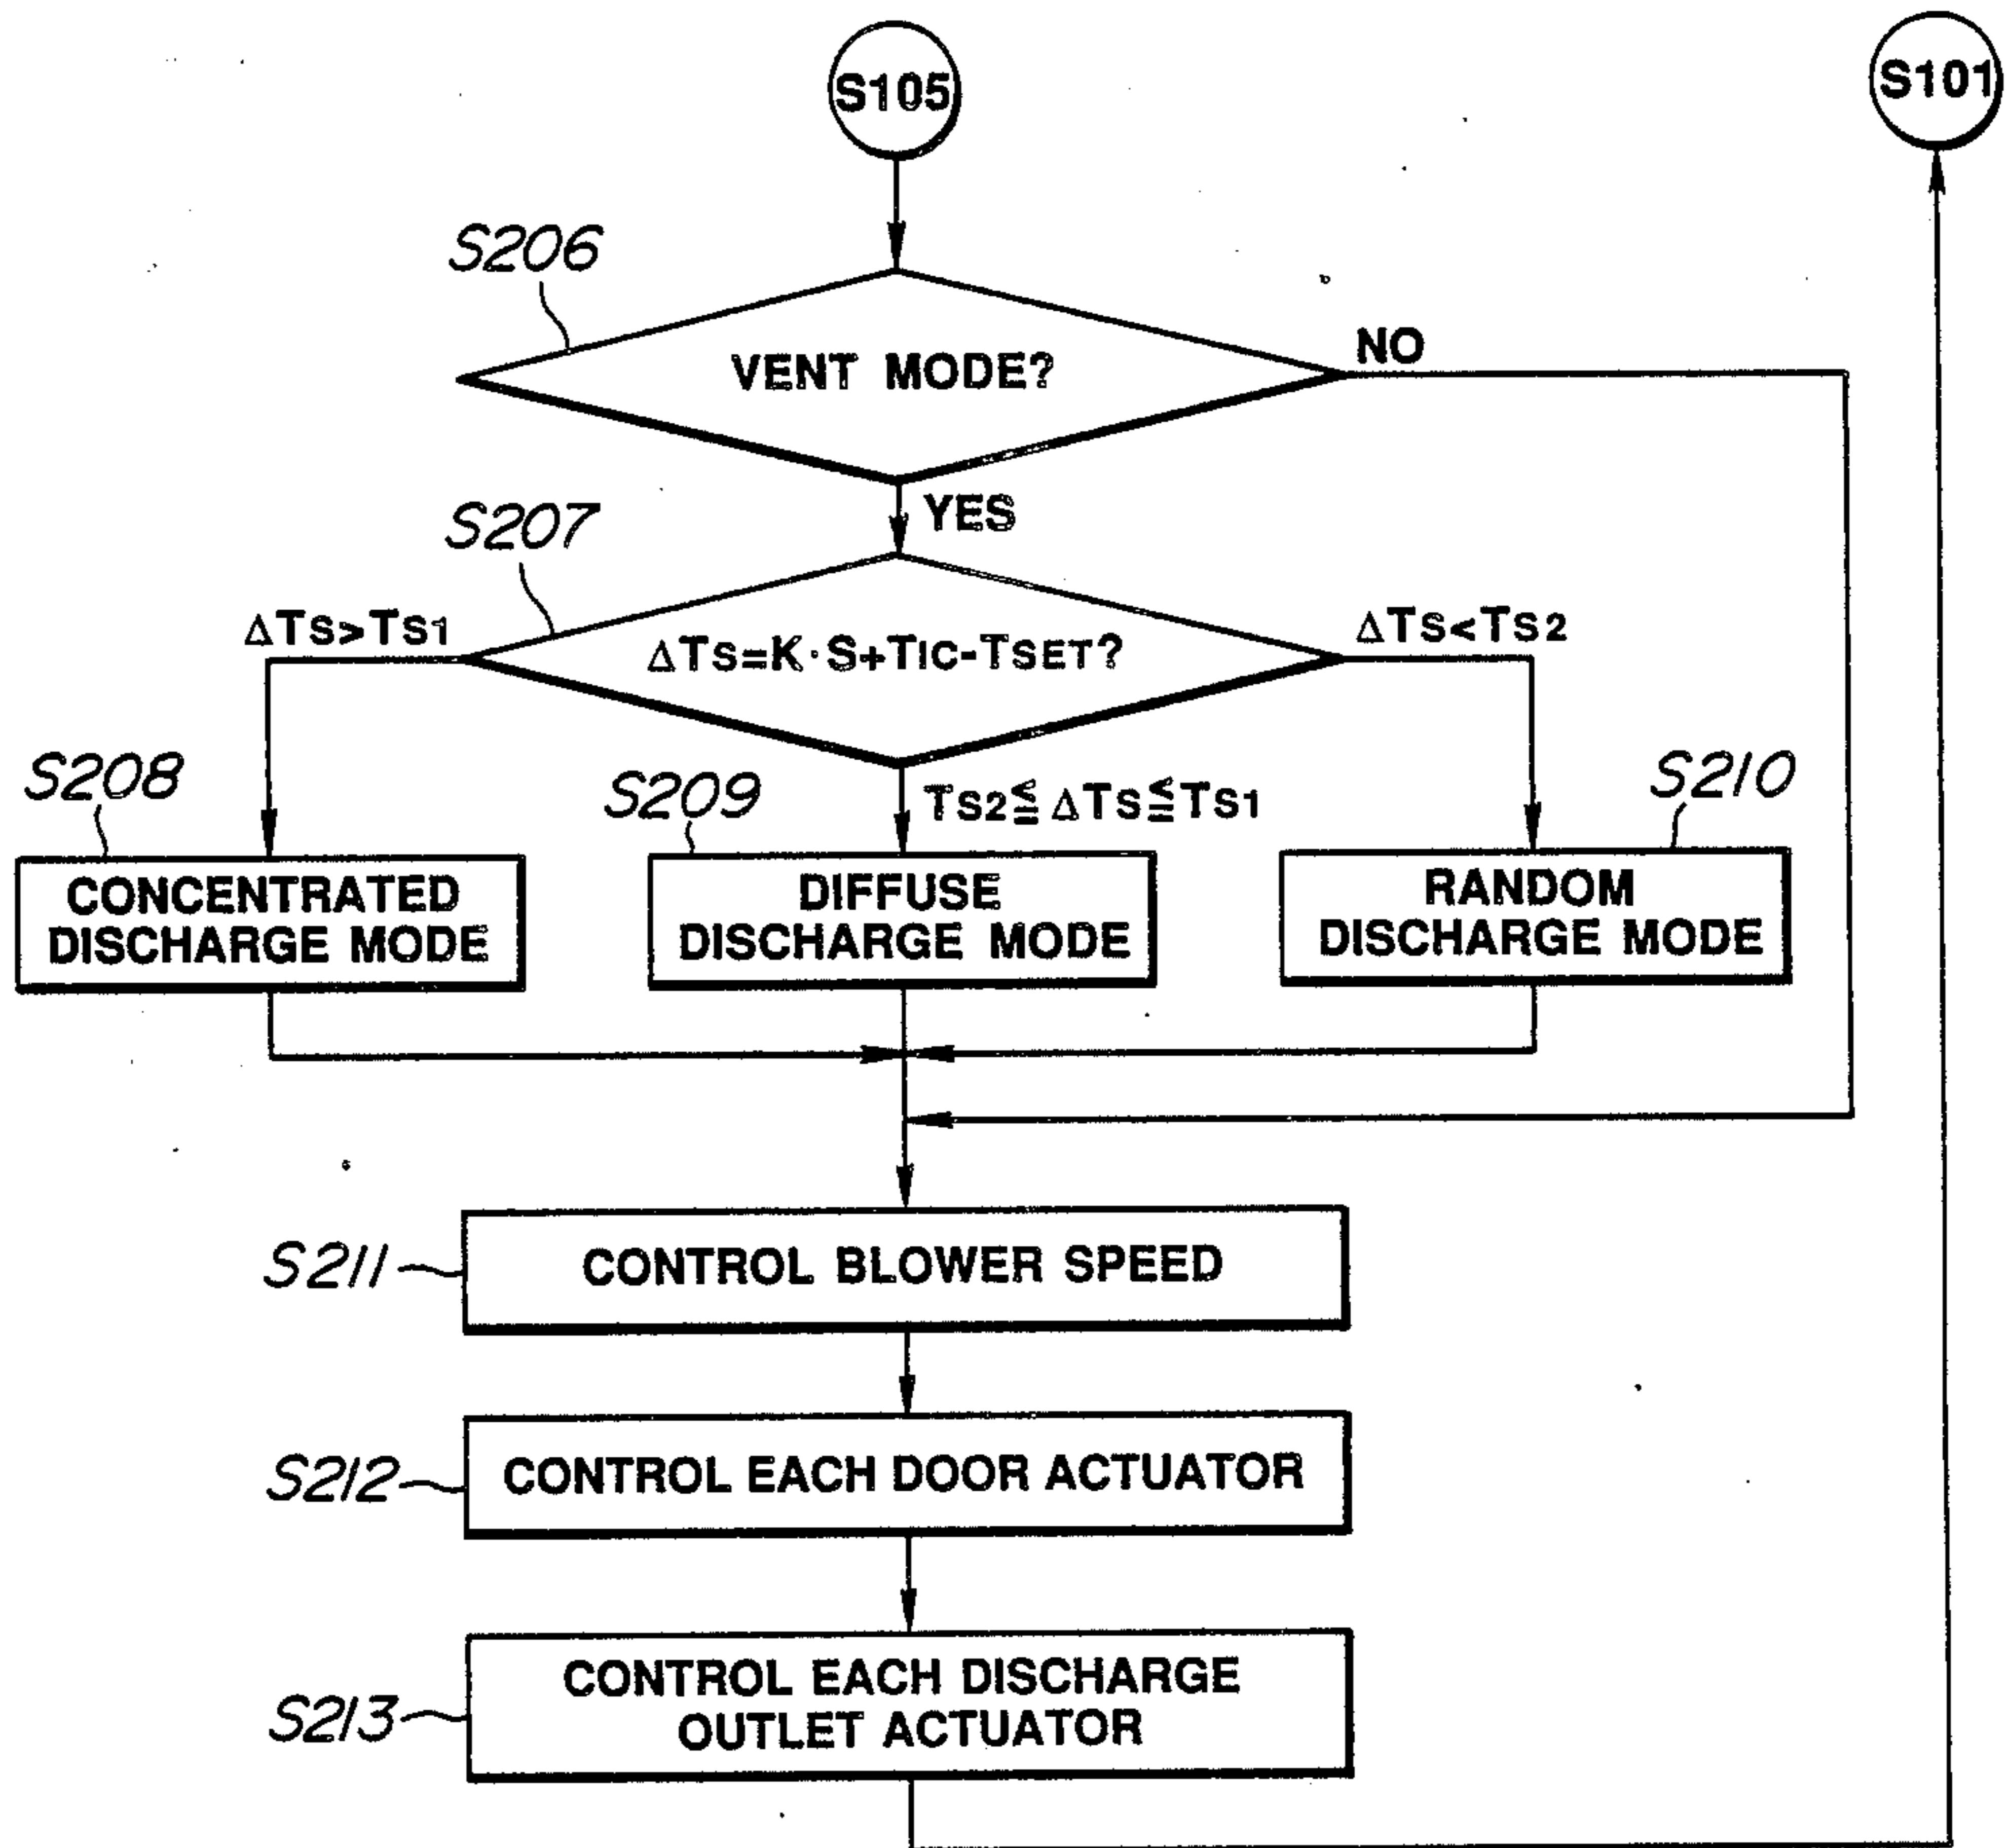 S105
S101
S206
VENT MODE?
NO
YES
S207
ΔTS>TS1
ΔTS=K·S+TIC-TSET?
ΔTS<TS2
S208
S209
TS2≦ΔTS≦TS1
S210
CONCENTRATED
DISCHARGE MODE
DIFFUSE
DISCHARGE MODE
RANDOM
DISCHARGE MODE
S211
CONTROL BLOWER SPEED
S212
CONTROL EACH DOOR ACTUATOR
S213
CONTROL EACH DISCHARGE
OUTLET ACTUATOR